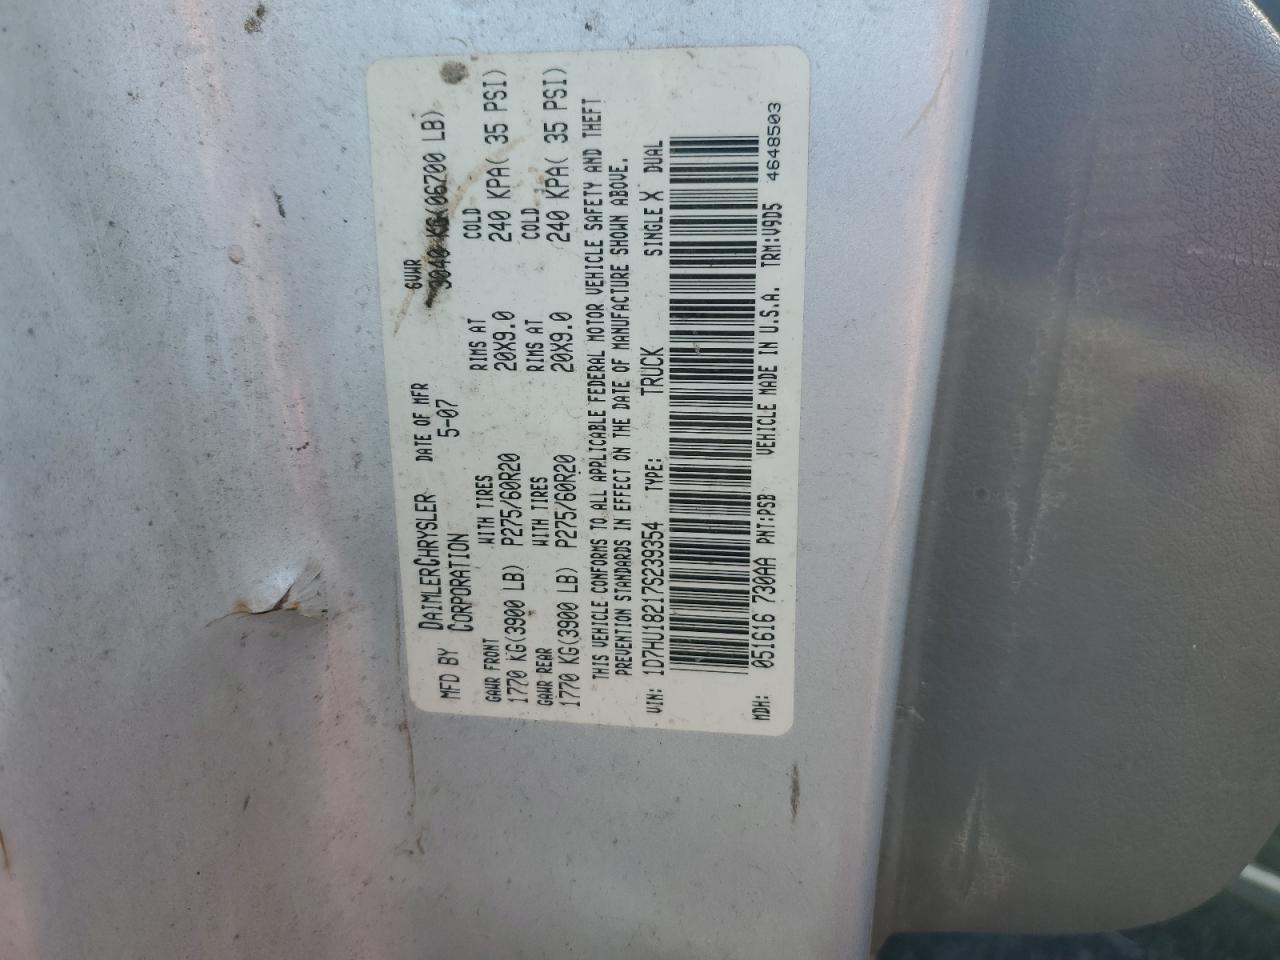 MFD BY DAIMLERCHRYSLER CORPORATION DATE OF MFR 5-07 GVWR 3040 KG(06700 LB)
GAWR FRONT WITH TIRES RIMS AT COLD
1770 KG(3900 LB) P275/60R20 20X9.0 240 KPA( 35 PSI)
GAWR REAR WITH TIRES RIMS AT COLD
1770 KG(3900 LB) P275/60R20 20X9.0 240 KPA( 35 PSI)
THIS VEHICLE CONFORMS TO ALL APPLICABLE FEDERAL MOTOR VEHICLE SAFETY AND THEFT
PREVENTION STANDARDS IN EFFECT ON THE DATE OF MANUFACTURE SHOWN ABOVE.
VIN: 1D7HU18217S239354 TYPE: TRUCK SINGLE X DUAL
MDH: 051616 730AA PNT:PSB VEHICLE MADE IN U.S.A. TRM:V9D5 4648503